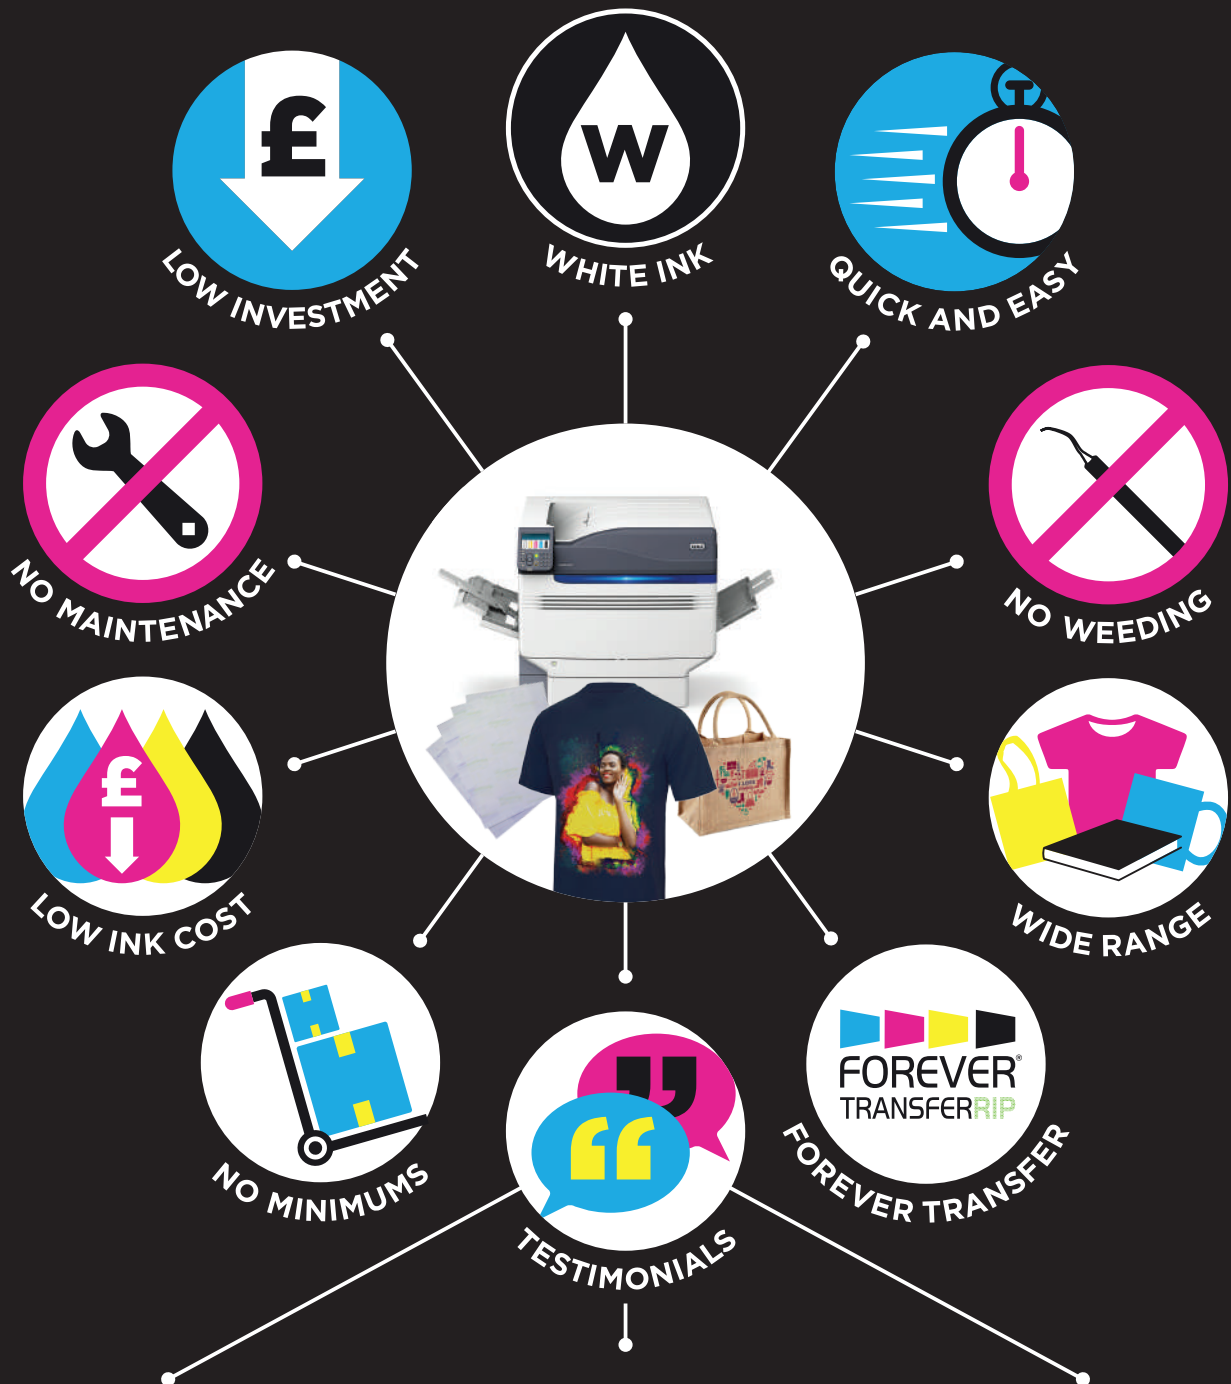 £
LOW INVESTMENT
W
WHITE INK
QUICK AND EASY
NO MAINTENANCE
NO WEEDING
£
LOW INK COST
WIDE RANGE
NO MINIMUMS
TESTIMONIALS
FOREVER®
TRANSFERRIP
FOREVER TRANSFER